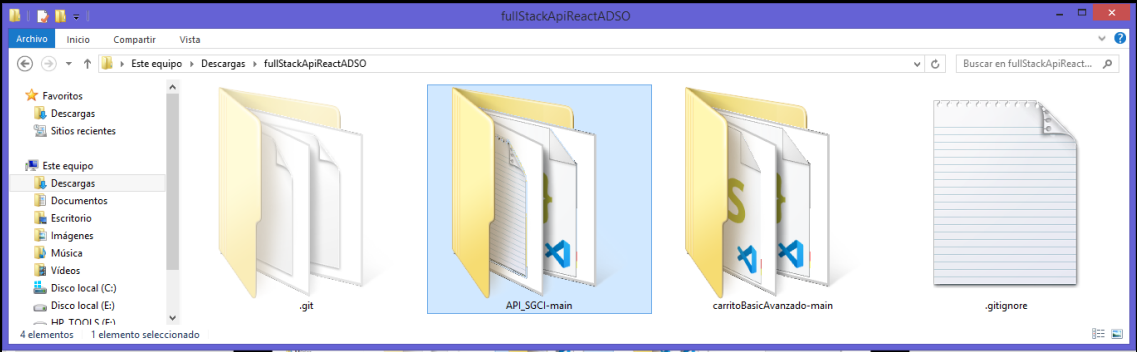 fullStackApiReactADSO
Archivo Inicio Compartir Vista
Este equipo Descargas fullStackApiReactADSO Buscar en fullStackApiReact...
Favoritos
Descargas
Sitios recientes
Este equipo
Descargas
Documentos
Escritorio
Imágenes
Música
Vídeos
Disco local (C:)
Disco local (E:)
HP_TOOLS (F:)
.git API_SGCI-main carritoBasicAvanzado-main .gitignore
4 elementos 1 elemento seleccionado